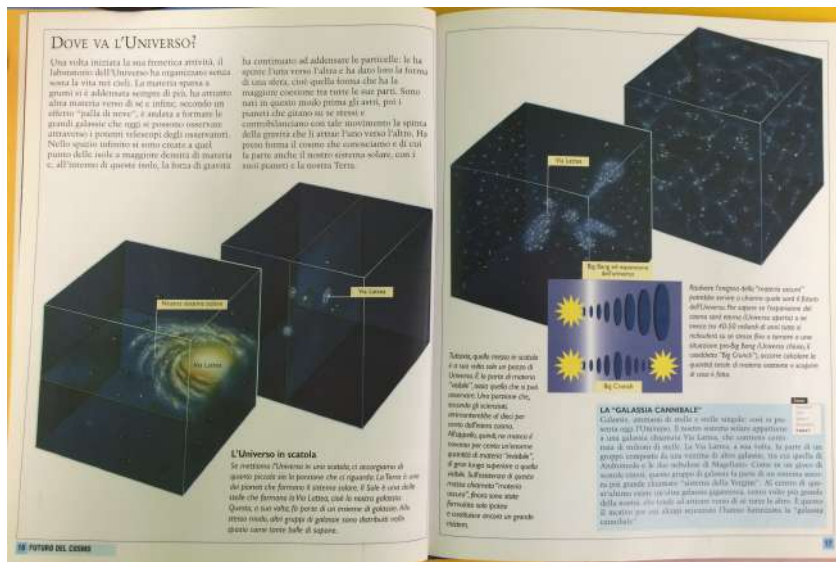 DOVE VA L'UNIVERSO?
Una volta iniziata la sua frenetica attività, il
laboratorio dell'Universo ha organizzato senza
sosta la vita nei cieli. La materia sparsa a
grumi si è addensata sempre di più, ha attratto
altra materia verso di sé e infine, secondo un
effetto "palla di neve", è andata a formare le
grandi galassie che oggi si possono osservare
attraverso i potenti telescopi degli osservatori.
Nello spazio infinito si sono create a quel
punto delle isole a maggiore densità di materia
e, all'interno di queste isole, la forza di gravità
ha continuato ad addensare le particelle: le ha
spinte l'una verso l'altra e ha dato loro la forma
di una sfera, cioè quella forma che ha la
maggiore coesione tra tutte le sue parti. Sono
nati in questo modo prima gli astri, poi i
pianeti che girano su se stessi e
controbilanciano con tale movimento la spinta
della gravità che li attrae l'uno verso l'altro. Ha
preso forma il cosmo che conosciamo e di cui
fa parte anche il nostro sistema solare, con i
suoi pianeti e la nostra Terra.
Nostro sistema solare
Via Lattea
Via Lattea
L'Universo in scatola
Se mettiamo l'Universo in una scatola, ci accorgiamo di
quanto piccola sia la porzione che ci riguarda. La Terra è uno
dei pianeti che formano il sistema solare. Il Sole è una delle
stelle che formano la Via Lattea, cioè la nostra galassia.
Questa, a sua volta, fa parte di un insieme di galassie. Allo
stesso modo, altri gruppi di galassie sono distribuiti nello
spazio come tante bolle di sapone.
16 FUTURO DEL COSMO
Via Lattea
Big Bang ed espansione
dell'universo
Big Crunch
Tuttavia, quello messo in scatola
è a sua volta solo un pezzo di
Universo. È la parte di materia
"visibile", ossia quella che si può
osservare. Una porzione che,
secondo gli scienziati,
ammonterebbe al dieci per
cento dell'intero cosmo.
All'appello, quindi, ne manca il
novanta per cento: un'enorme
quantità di materia "invisibile",
di gran lunga superiore a quella
visibile. Sull'esistenza di questa
massa chiamata "materia
oscura", finora sono state
formulate solo ipotesi
e costituisce ancora un grande
mistero.
Risolvere l'enigma della "materia oscura"
potrebbe servire a chiarire quale sarà il futuro
dell'Universo. Per sapere se l'espansione del
cosmo sarà eterna (Universo aperto) o se
invece tra 40-50 miliardi di anni tutto si
richiuderà su se stesso fino a tornare a una
situazione pre-Big Bang (Universo chiuso, il
cosiddetto "Big Crunch"), occorre calcolare la
quantità totale di materia esistente e scoprire
di cosa è fatta.
LA "GALASSIA CANNIBALE"
Galassie, ammassi di stelle e stelle singole: così si pre-
senta oggi l'Universo. Il nostro sistema solare appartiene
a una galassia chiamata Via Lattea, che contiene centi-
naia di milioni di stelle. La Via Lattea, a sua volta, fa parte di un
gruppo composto da una ventina di altre galassie, tra cui quella di
Andromeda e le due nebulose di Magellano. Come in un gioco di
scatole cinesi, questo gruppo di galassie fa parte di un sistema anco-
ra più grande chiamato "sistema della Vergine". Al centro di que-
st'ultimo esiste un'altra galassia gigantesca, cento volte più grande
della nostra, che tende ad attirare verso di sé tutte le altre. È questo
il motivo per cui alcuni scienziati l'hanno battezzata la "galassia
cannibale".
17